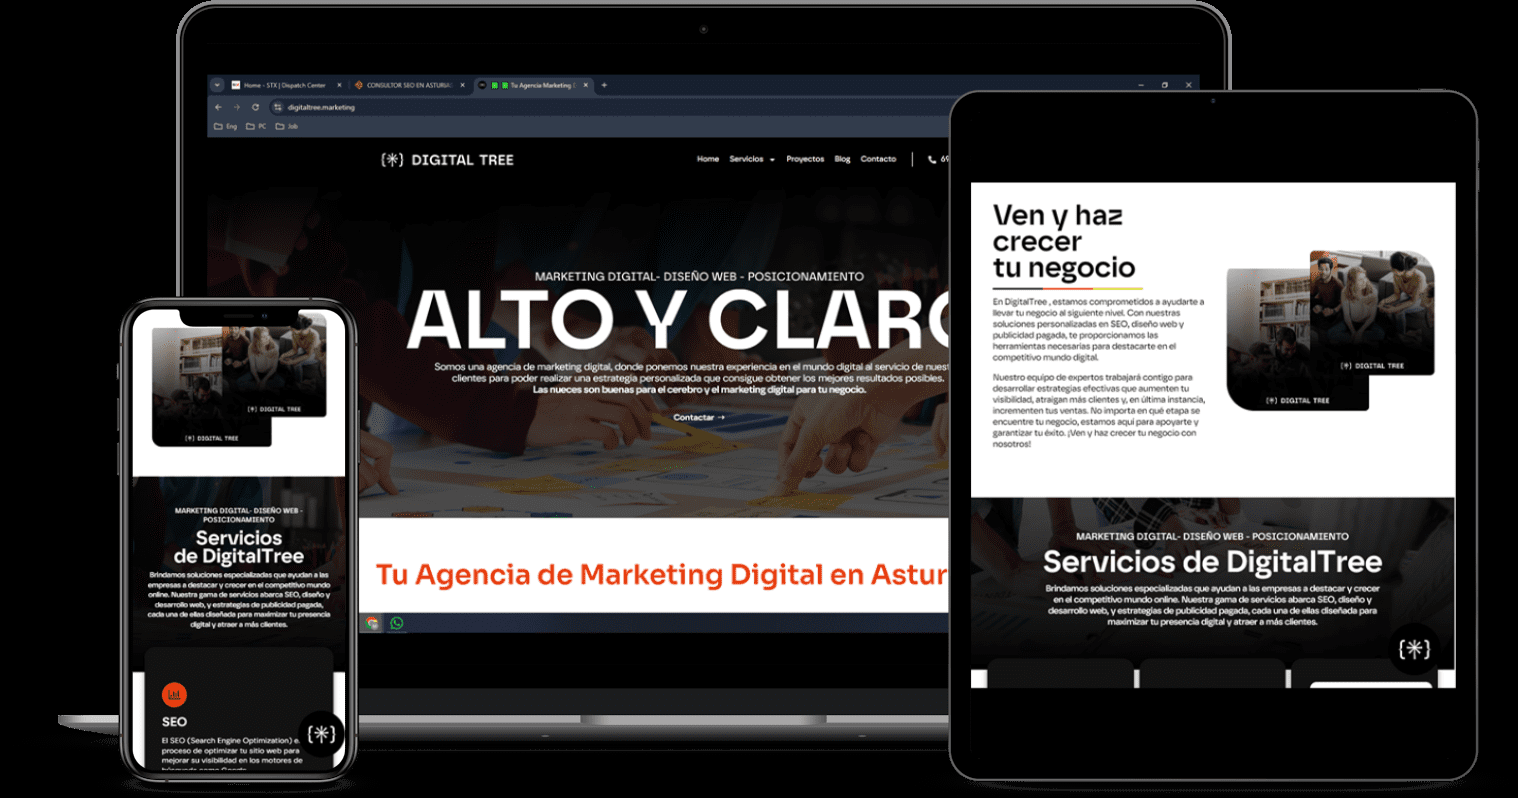 Home - STX | Dispatch Center
CONSULTOR SEO EN ASTURIA
Tu Agencia Marketing
digitaltree.marketing
Eng
PC
Job
{✳} DIGITAL TREE
Home
Servicios
Proyectos
Blog
Contacto
MARKETING DIGITAL- DISEÑO WEB - POSICIONAMIENTO
ALTO Y CLARO
Somos una agencia de marketing digital, donde ponemos nuestra experiencia en el mundo digital al servicio de
clientes para poder realizar una estrategia personalizada que consigue obtener los mejores resultados posibles.
Las nueces son buenas para el cerebro y el marketing digital para tu negocio.
Contactar →
Tu Agencia de Marketing Digital en Astur
{✳} DIGITAL TREE
{✳} DIGITAL TREE
MARKETING DIGITAL- DISEÑO WEB -
POSICIONAMIENTO
Servicios
de DigitalTree
Brindamos soluciones especializadas que ayudan a las
empresas a destacar y crecer en el competitivo mundo
online. Nuestra gama de servicios abarca SEO, diseño y
desarrollo web, y estrategias de publicidad pagada,
cada una de ellas diseñada para maximizar tu presencia
digital y atraer a más clientes.
SEO
El SEO (Search Engine Optimization) e
proceso de optimizar tu sitio web para
mejorar su visibilidad en los motores de
{✳}
Ven y haz
crecer
tu negocio
En DigitalTree , estamos comprometidos a ayudarte a
llevar tu negocio al siguiente nivel. Con nuestras
soluciones personalizadas en SEO, diseño web y
publicidad pagada, te proporcionamos las
herramientas necesarias para destacarte en el
competitivo mundo digital.
Nuestro equipo de expertos trabajará contigo para
desarrollar estrategias efectivas que aumenten tu
visibilidad, atraigan más clientes y, en última instancia,
incrementen tus ventas. No importa en qué etapa se
encuentre tu negocio, estamos aquí para apoyarte y
garantizar tu éxito. ¡Ven y haz crecer tu negocio con
nosotros!
{✳} DIGITAL TREE
{✳} DIGITAL TREE
MARKETING DIGITAL- DISEÑO WEB - POSICIONAMIENTO
Servicios de DigitalTree
Brindamos soluciones especializadas que ayudan a las empresas a destacar y crecer
en el competitivo mundo online. Nuestra gama de servicios abarca SEO, diseño y
desarrollo web, y estrategias de publicidad pagada, cada una de ellas diseñada para
maximizar tu presencia digital y atraer a más clientes.
{✳}